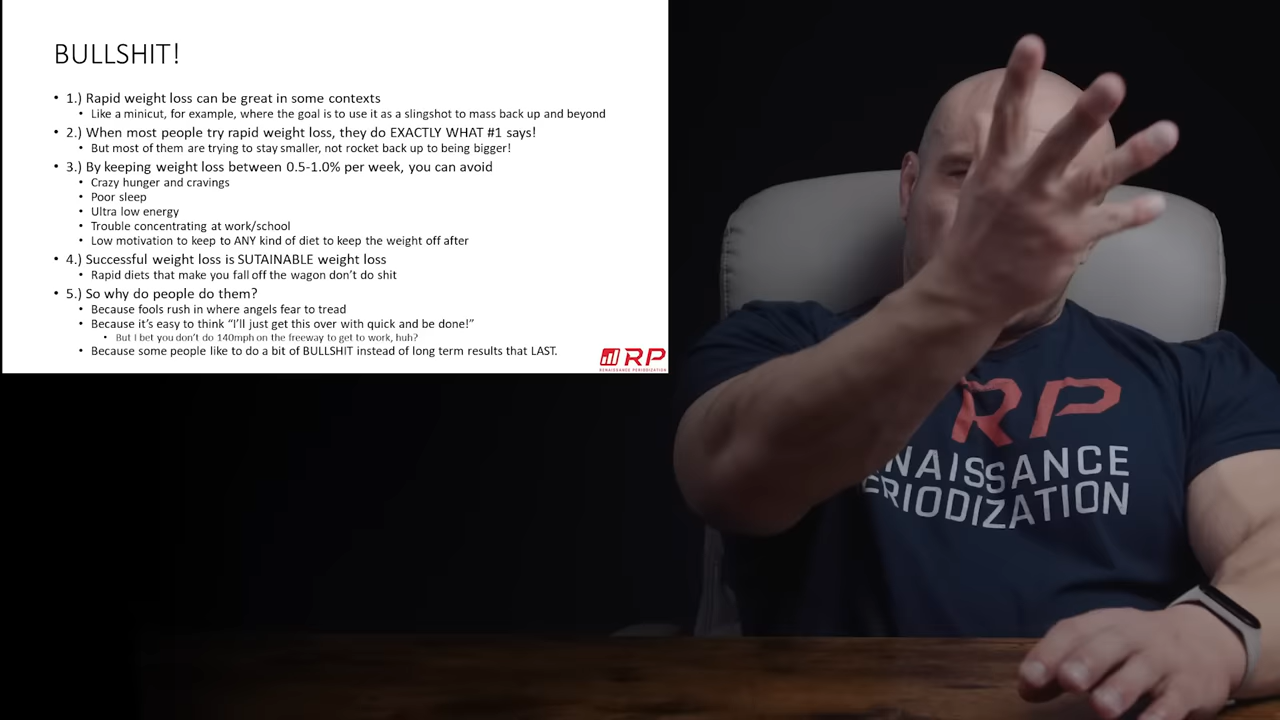 BULLSHIT!
• 1.) Rapid weight loss can be great in some contexts
• Like a minicut, for example, where the goal is to use it as a slingshot to mass back up and beyond
• 2.) When most people try rapid weight loss, they do EXACTLY WHAT #1 says!
• But most of them are trying to stay smaller, not rocket back up to being bigger!
• 3.) By keeping weight loss between 0.5-1.0% per week, you can avoid
• Crazy hunger and cravings
• Poor sleep
• Ultra low energy
• Trouble concentrating at work/school
• Low motivation to keep to ANY kind of diet to keep the weight off after
• 4.) Successful weight loss is SUTAINABLE weight loss
• Rapid diets that make you fall off the wagon don't do shit
• 5.) So why do people do them?
• Because fools rush in where angels fear to tread
• Because it's easy to think “I'll just get this over with quick and be done!”
• But I bet you don't do 140mph on the freeway to get to work, huh?
• Because some people like to do a bit of BULLSHIT instead of long term results that LAST.
RP
RENAISSANCE PERIODIZATION
RP
ENAISSANCE
ERIODIZATION